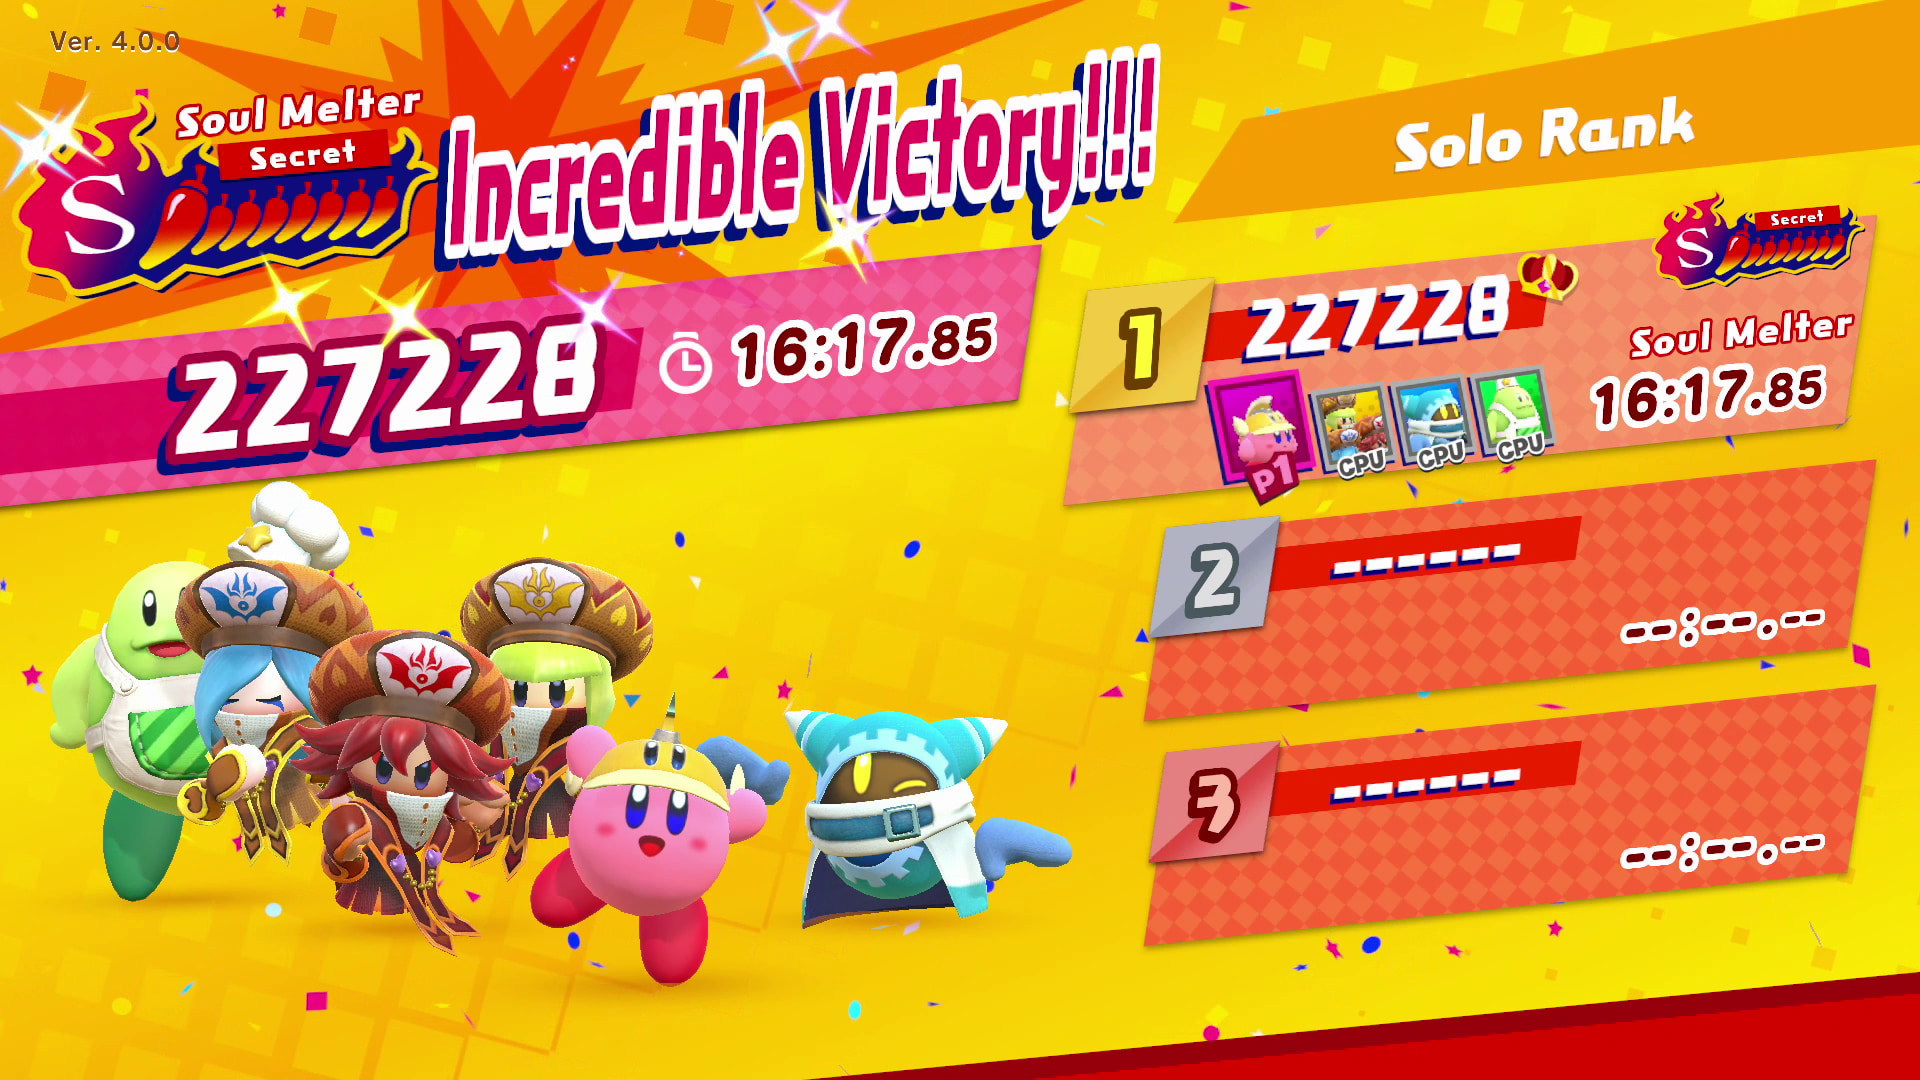 Ver. 4.0.0
Soul Melter
Secret
S
Incredible Victory!!!
227228
16:17.85
Solo Rank
1
227228
Secret
S
Soul Melter
16:17.85
P1
CPU
CPU
CPU
2
------
--:--.--
3
------
--:--.--